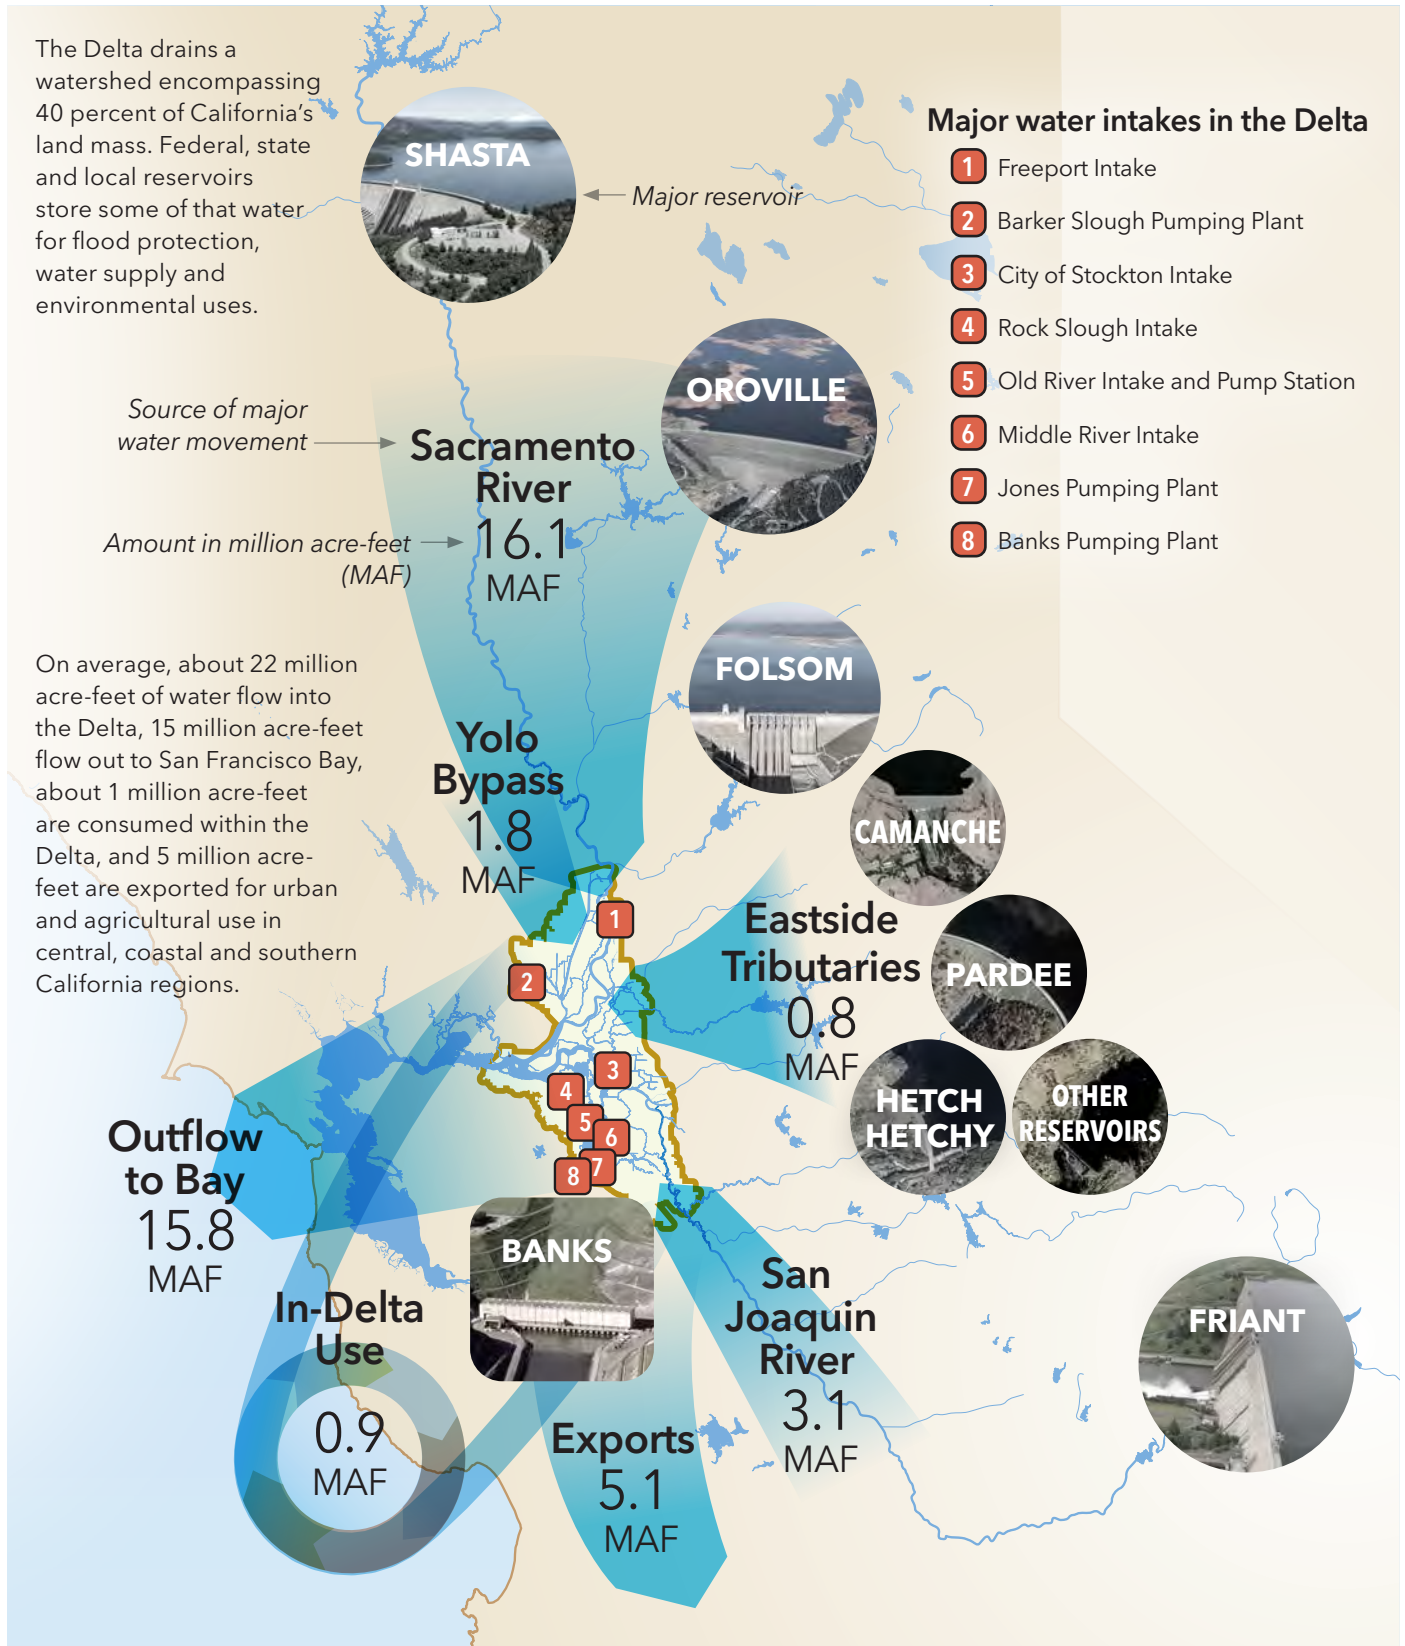 The Delta drains a
watershed encompassing
40 percent of California's
land mass. Federal, state
and local reservoirs
store some of that water
for flood protection,
water supply and
environmental uses.
SHASTA
Major reservoir
Major water intakes in the Delta
1 Freeport Intake
2 Barker Slough Pumping Plant
3 City of Stockton Intake
4 Rock Slough Intake
5 Old River Intake and Pump Station
6 Middle River Intake
7 Jones Pumping Plant
8 Banks Pumping Plant
OROVILLE
Source of major
water movement
Sacramento
River
16.1
MAF
Amount in million acre-feet
(MAF)
On average, about 22 million
acre-feet of water flow into
the Delta, 15 million acre-feet
flow out to San Francisco Bay,
about 1 million acre-feet
are consumed within the
Delta, and 5 million acre-
feet are exported for urban
and agricultural use in
central, coastal and southern
California regions.
FOLSOM
Yolo
Bypass
1.8
MAF
CAMANCHE
Eastside
Tributaries
0.8
MAF
PARDEE
HETCH
HETCHY
OTHER
RESERVOIRS
1
2
3
4
5
6
7
8
Outflow
to Bay
15.8
MAF
BANKS
In-Delta
Use
0.9
MAF
San
Joaquin
River
3.1
MAF
FRIANT
Exports
5.1
MAF